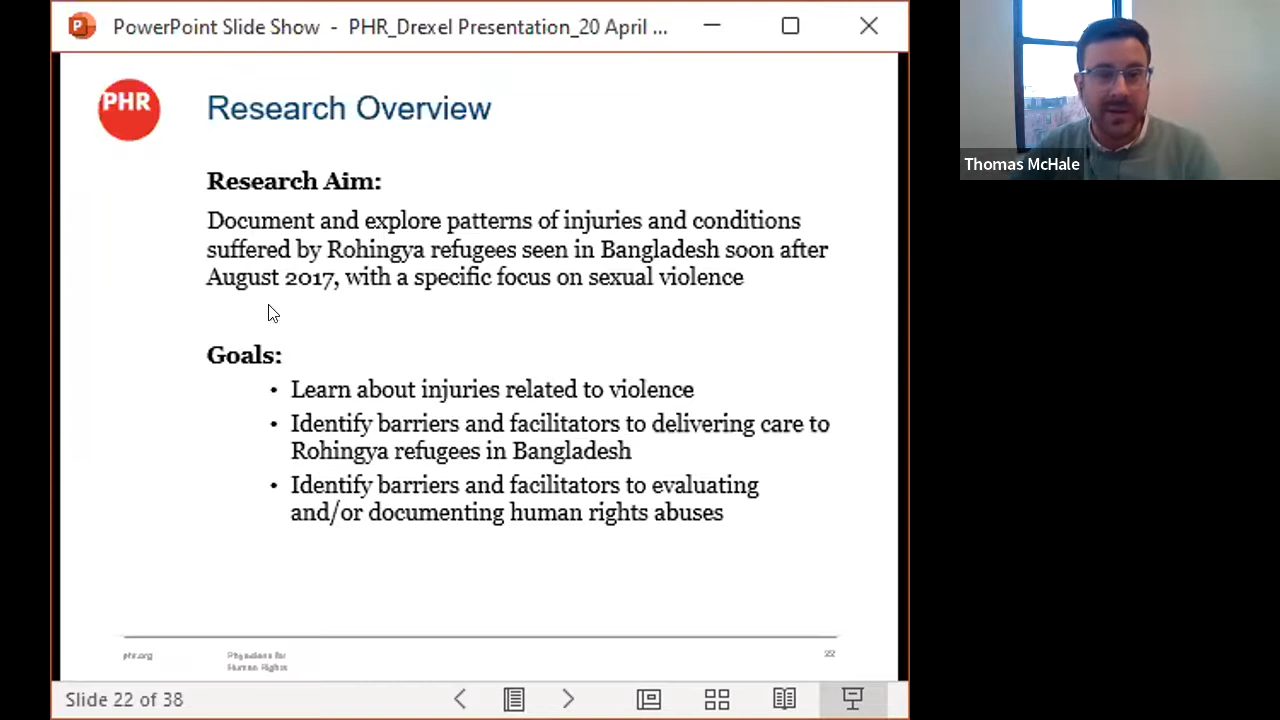 PowerPoint Slide Show - PHR_Drexel Presentation_20 April ...
PHR
Research Overview
Research Aim:
Document and explore patterns of injuries and conditions
suffered by Rohingya refugees seen in Bangladesh soon after
August 2017, with a specific focus on sexual violence
Goals:
• Learn about injuries related to violence
• Identify barriers and facilitators to delivering care to
Rohingya refugees in Bangladesh
• Identify barriers and facilitators to evaluating
and/or documenting human rights abuses
phr.org
Physicians for
Human Rights
22
Slide 22 of 38
Thomas McHale